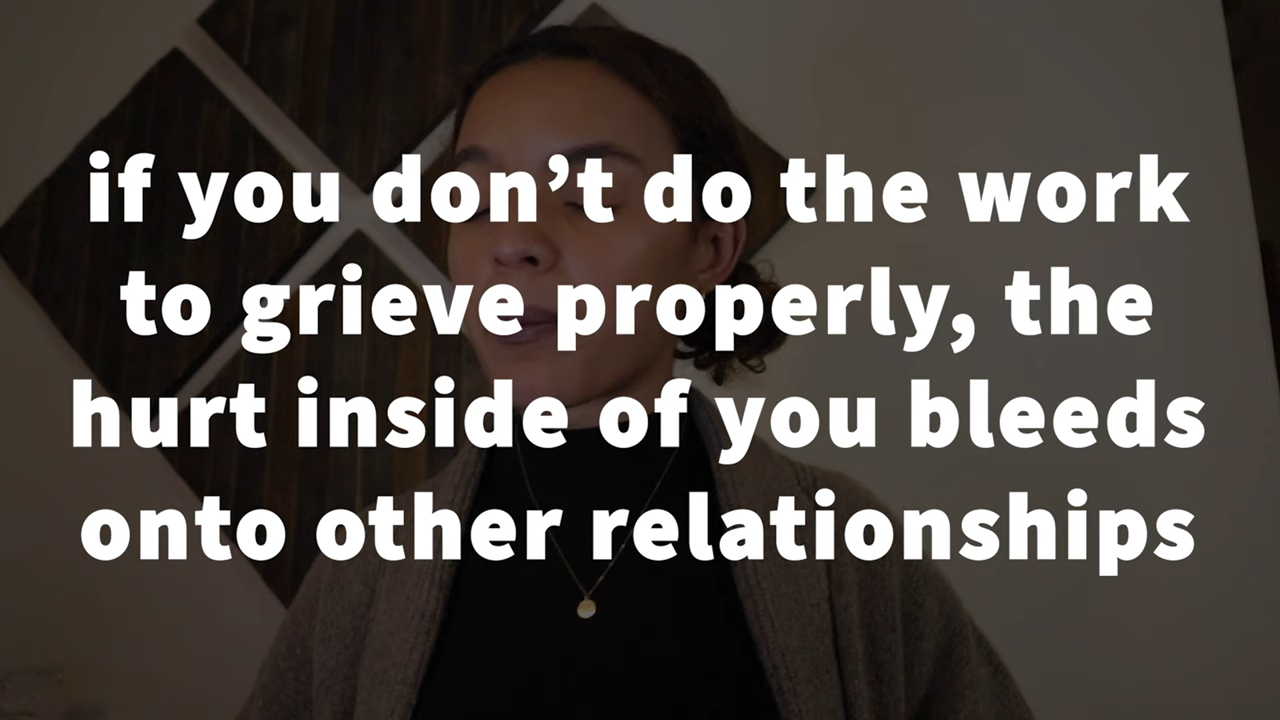 if you don’t do the work
to grieve properly, the
hurt inside of you bleeds
onto other relationships